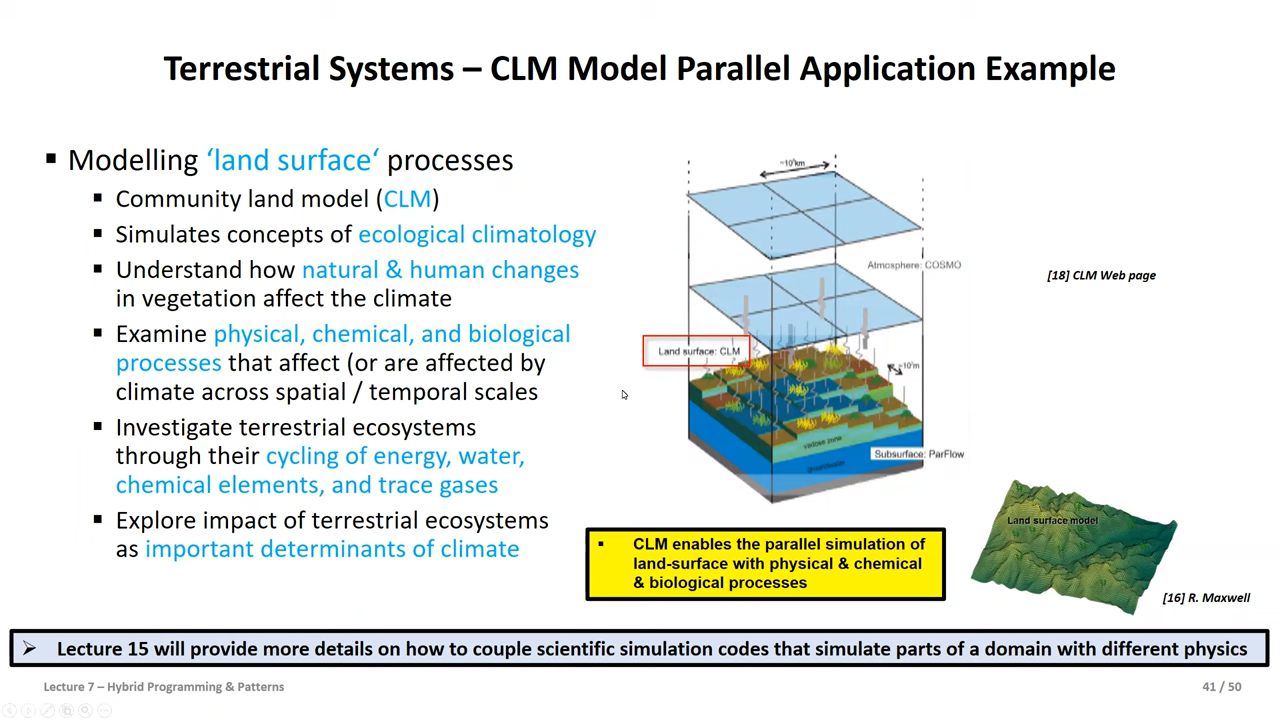 Terrestrial Systems – CLM Model Parallel Application Example
▪ Modelling ‘land surface‘ processes
▪ Community land model (CLM)
▪ Simulates concepts of ecological climatology
▪ Understand how natural & human changes
in vegetation affect the climate
▪ Examine physical, chemical, and biological
processes that affect (or are affected by
climate across spatial / temporal scales
▪ Investigate terrestrial ecosystems
through their cycling of energy, water,
chemical elements, and trace gases
▪ Explore impact of terrestrial ecosystems
as important determinants of climate
Atmosphere: COSMO
Land surface: CLM
vadose zone
groundwater
Subsurface: ParFlow
[18] CLM Web page
▪ CLM enables the parallel simulation of
land-surface with physical & chemical
& biological processes
Land surface model
[16] R. Maxwell
➢ Lecture 15 will provide more details on how to couple scientific simulation codes that simulate parts of a domain with different physics
Lecture 7 – Hybrid Programming & Patterns
41 / 50